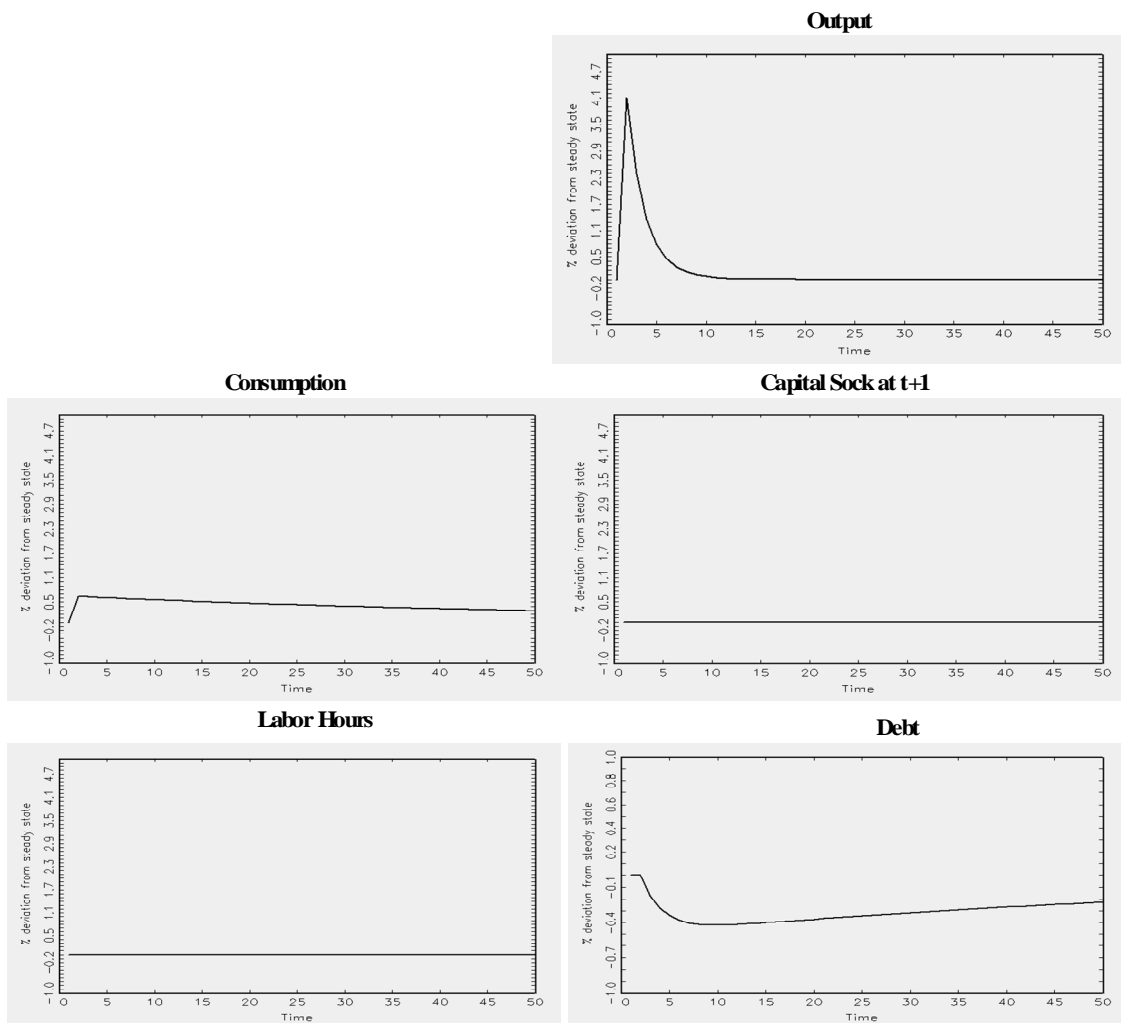 Output
% deviation from steady state
-1.0 -0.2 0.5 1.1 1.7 2.3 2.9 3.5 4.1 4.7
0 5 10 15 20 25 30 35 40 45 50
Time
Consumption
% deviation from steady state
-1.0 -0.2 0.5 1.1 1.7 2.3 2.9 3.5 4.1 4.7
0 5 10 15 20 25 30 35 40 45 50
Time
Capital Sock at t+1
% deviation from steady state
-1.0 -0.2 0.5 1.1 1.7 2.3 2.9 3.5 4.1 4.7
0 5 10 15 20 25 30 35 40 45 50
Time
Labor Hours
% deviation from steady state
-1.0 -0.2 0.5 1.1 1.7 2.3 2.9 3.5 4.1 4.7
0 5 10 15 20 25 30 35 40 45 50
Time
Debt
% deviation from steady state
-1.0 -0.7 -0.4 -0.1 0.2 0.4 0.6 0.8 1.0
0 5 10 15 20 25 30 35 40 45 50
Time